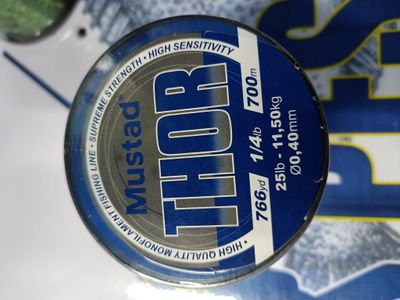 HIGH QUALITY MONOFILAMENT FISHING LINE · SUPREME STRENGTH · HIGH SENSITIVITY ·
Mustad
THOR
766yd 1/4lb 700m
25lb - 11,50kg
Ø0,40mm